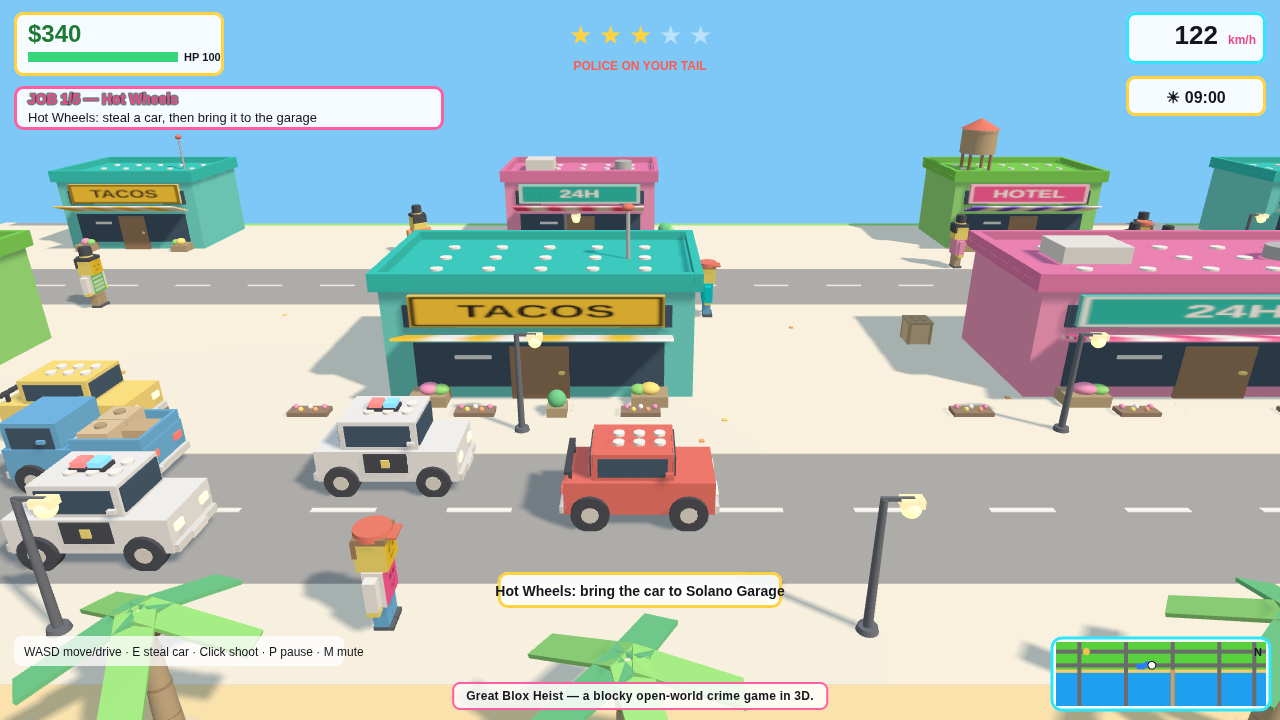 $340
HP 100
★ ★ ★ ★ ★
POLICE ON YOUR TAIL
122 km/h
☀ 09:00
JOB 1/5 — Hot Wheels
Hot Wheels: steal a car, then bring it to the garage
TACOS
24H
HOTEL
TACOS
24H
Hot Wheels: bring the car to Solano Garage
WASD move/drive · E steal car · Click shoot · P pause · M mute
N
Great Blox Heist — a blocky open-world crime game in 3D.